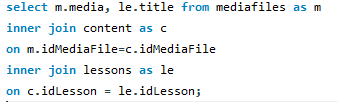 select m.media, le.title from mediafiles as m
inner join content as c
on m.idMediaFile=c.idMediaFile
inner join lessons as le
on c.idLesson = le.idLesson;